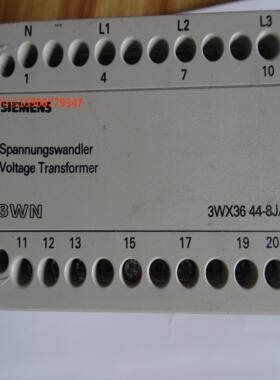 N L1 L2 L3
1 4 7 10
SIEMENS
Spannungswandler
Voltage Transformer
3WN 3WX36 44-8J
11 12 13 15 17 19 20